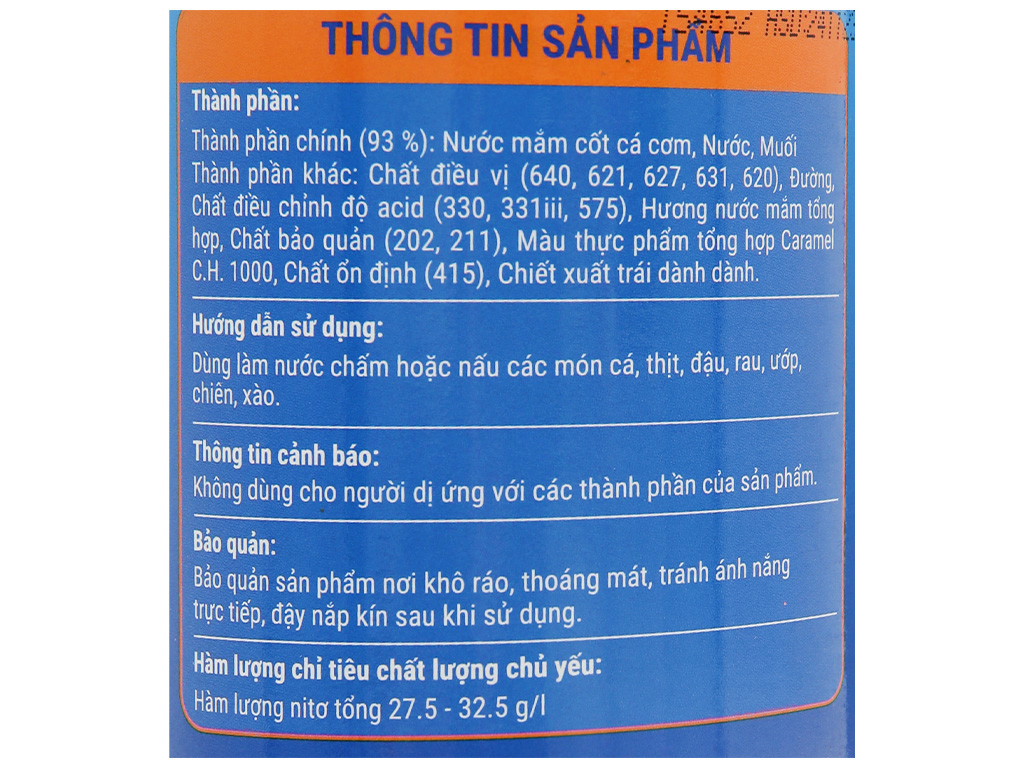 THÔNG TIN SẢN PHẨM
Thành phần:
Thành phần chính (93 %): Nước mắm cốt cá cơm, Nước, Muối
Thành phần khác: Chất điều vị (640, 621, 627, 631, 620), Đường,
Chất điều chỉnh độ acid (330, 331iii, 575), Hương nước mắm tổng
hợp, Chất bảo quản (202, 211), Màu thực phẩm tổng hợp Caramel
C.H. 1000, Chất ổn định (415), Chiết xuất trái dành dành.
Hướng dẫn sử dụng:
Dùng làm nước chấm hoặc nấu các món cá, thịt, đậu, rau, ướp,
chiên, xào.
Thông tin cảnh báo:
Không dùng cho người dị ứng với các thành phần của sản phẩm.
Bảo quản:
Bảo quản sản phẩm nơi khô ráo, thoáng mát, tránh ánh nắng
trực tiếp, đậy nắp kín sau khi sử dụng.
Hàm lượng chỉ tiêu chất lượng chủ yếu:
Hàm lượng nitơ tổng 27.5 - 32.5 g/l